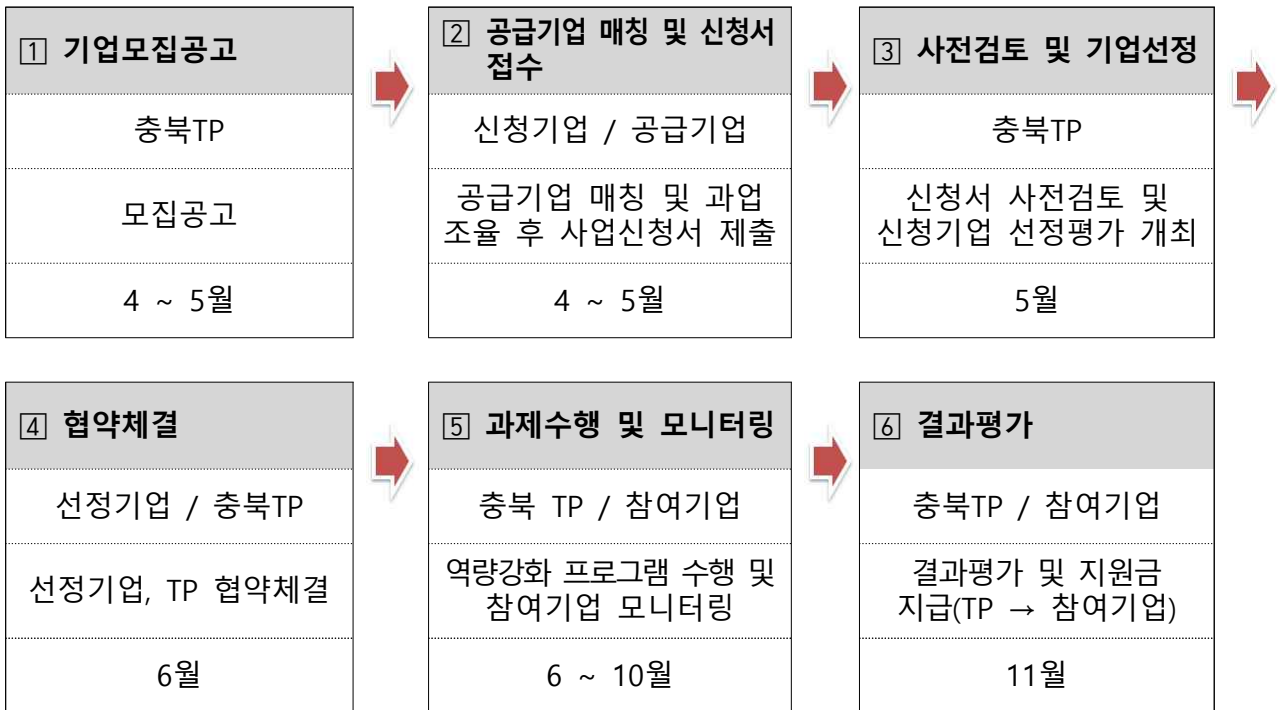 1 기업모집공고
충북TP
모집공고
4 ~ 5월
2 공급기업 매칭 및 신청서
접수
신청기업 / 공급기업
공급기업 매칭 및 과업
조율 후 사업신청서 제출
4 ~ 5월
3 사전검토 및 기업선정
충북TP
신청서 사전검토 및
신청기업 선정평가 개최
5월
4 협약체결
선정기업 / 충북TP
선정기업, TP 협약체결
6월
5 과제수행 및 모니터링
충북 TP / 참여기업
역량강화 프로그램 수행 및
참여기업 모니터링
6 ~ 10월
6 결과평가
충북TP / 참여기업
결과평가 및 지원금
지급(TP → 참여기업)
11월